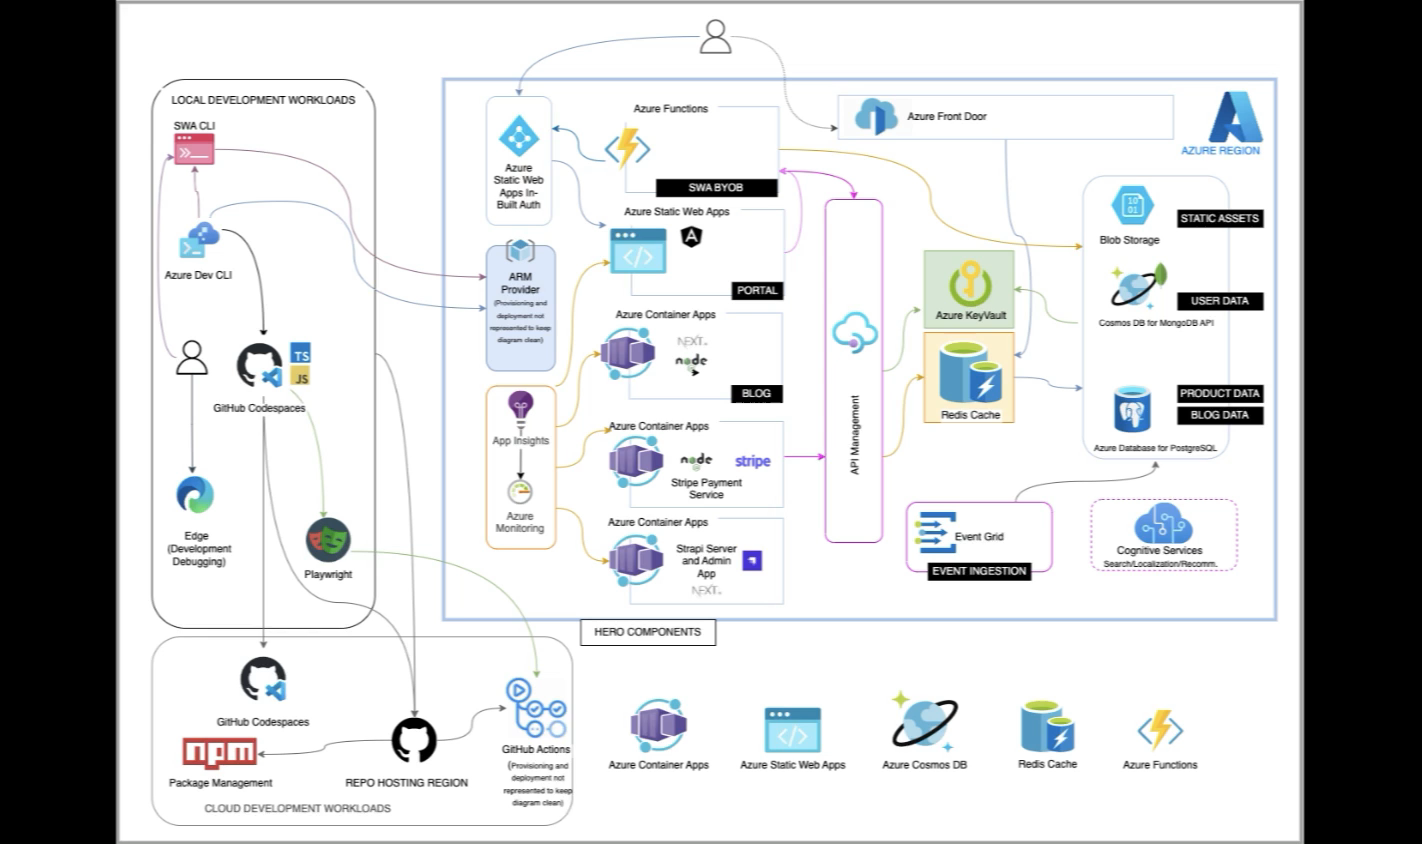 LOCAL DEVELOPMENT WORKLOADS
SWA CLI
Azure Dev CLI
TS
JS
GitHub Codespaces
Edge
(Development
Debugging)
Playwright
Azure
Static Web
Apps In-
Built Auth
ARM
Provider
(Provisioning and
deployment not
represented to keep
diagram clean)
App Insights
Azure
Monitoring
Azure Functions
SWA BYOB
Azure Static Web Apps
PORTAL
Azure Container Apps
NEXT.
node
BLOG
Azure Container Apps
node
stripe
Stripe Payment
Service
Azure Container Apps
Strapi Server
and Admin
App
NEXT.
API Management
Azure Front Door
AZURE REGION
Azure KeyVault
Redis Cache
10
01
Blob Storage
STATIC ASSETS
USER DATA
Cosmos DB for MongoDB API
PRODUCT DATA
BLOG DATA
Azure Database for PostgreSQL
Event Grid
EVENT INGESTION
Cognitive Services
Search/Localization/Recomm.
HERO COMPONENTS
GitHub Codespaces
npm
Package Management
REPO HOSTING REGION
GitHub Actions
(Provisioning and
deployment not
represented to keep
diagram clean)
CLOUD DEVELOPMENT WORKLOADS
Azure Container Apps
Azure Static Web Apps
Azure Cosmos DB
Redis Cache
Azure Functions